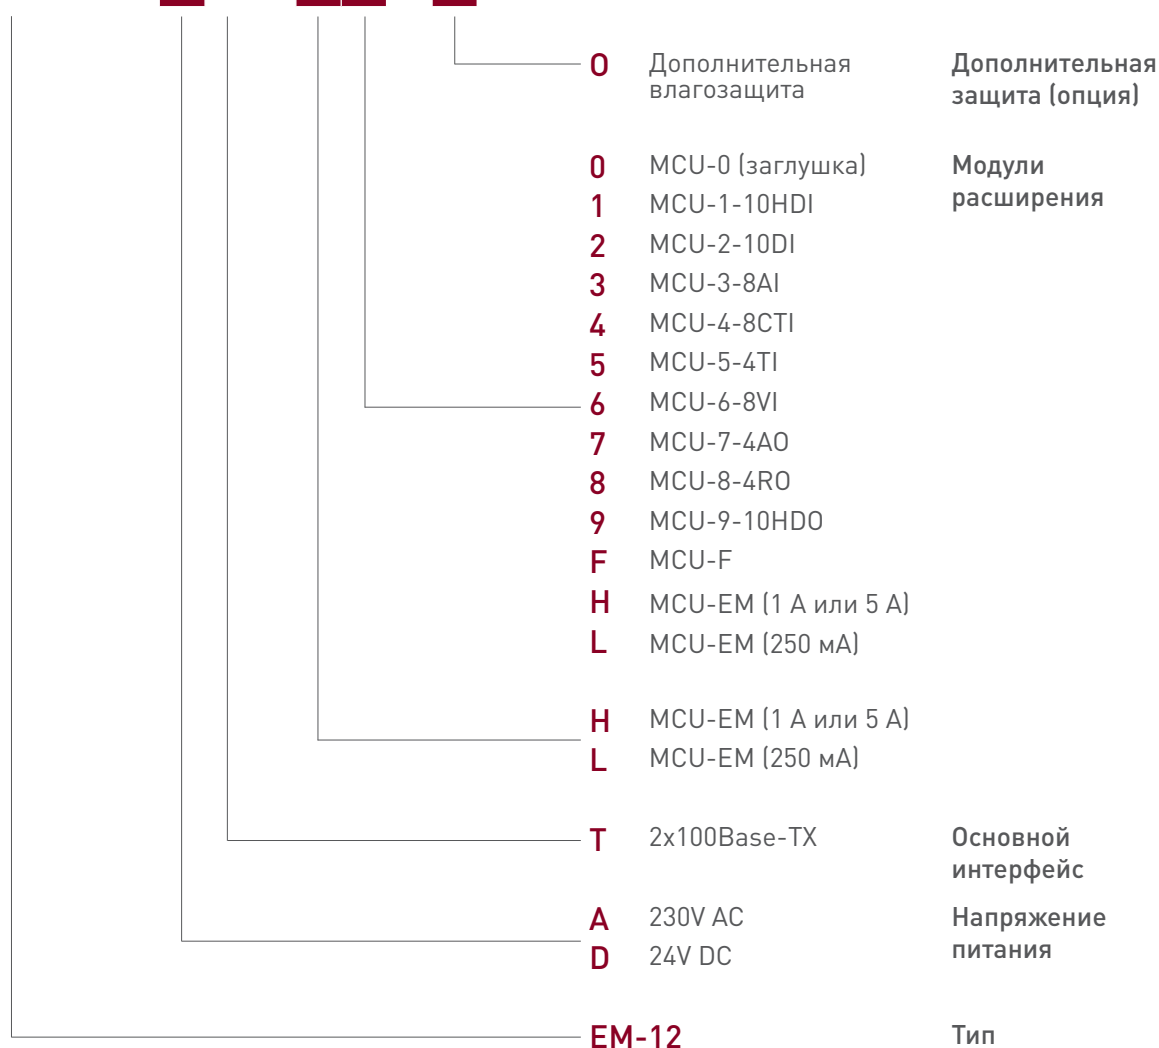 O Дополнительная Дополнительная
влагозащита защита (опция)
0 MCU-0 (заглушка) Модули
расширения
1 MCU-1-10HDI
2 MCU-2-10DI
3 MCU-3-8AI
4 MCU-4-8CTI
5 MCU-5-4TI
6 MCU-6-8VI
7 MCU-7-4AO
8 MCU-8-4RO
9 MCU-9-10HDO
F MCU-F
H MCU-EM (1 А или 5 А)
L MCU-EM (250 мА)
H MCU-EM (1 А или 5 А)
L MCU-EM (250 мА)
T 2x100Base-TX Основной
интерфейс
A 230V AC Напряжение
питания
D 24V DC
EM-12 Тип